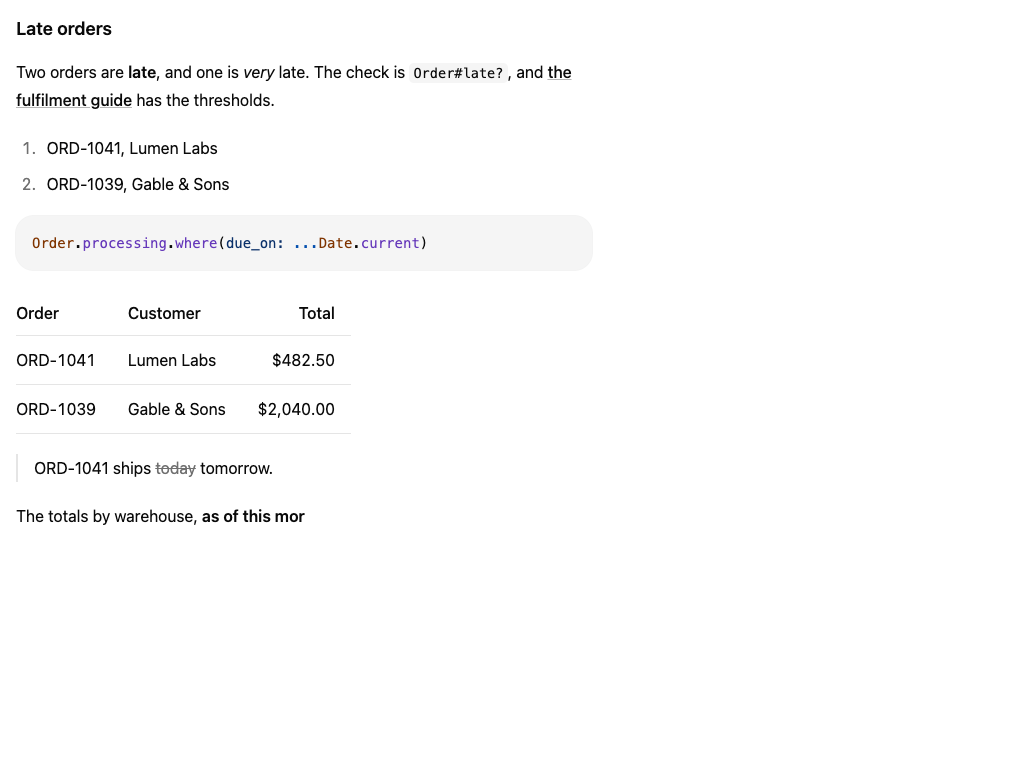 Late orders
Two orders are late, and one is very late. The check is Order#late?, and the
fulfilment guide has the thresholds.
1. ORD-1041, Lumen Labs
2. ORD-1039, Gable & Sons
Order.processing.where(due_on: ...Date.current)
Order Customer Total
ORD-1041 Lumen Labs $482.50
ORD-1039 Gable & Sons $2,040.00
ORD-1041 ships today tomorrow.
The totals by warehouse, as of this mor